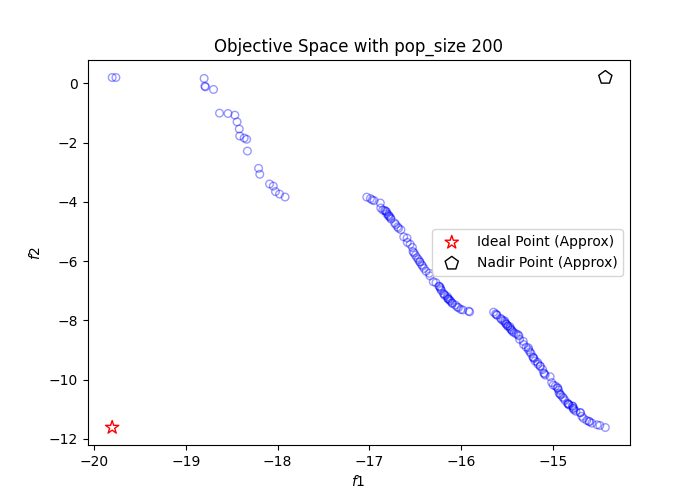 Objective Space with pop_size 200
f2
0
−2
−4
−6
−8
−10
−12
Ideal Point (Approx)
Nadir Point (Approx)
−20
−19
−18
−17
−16
−15
f1